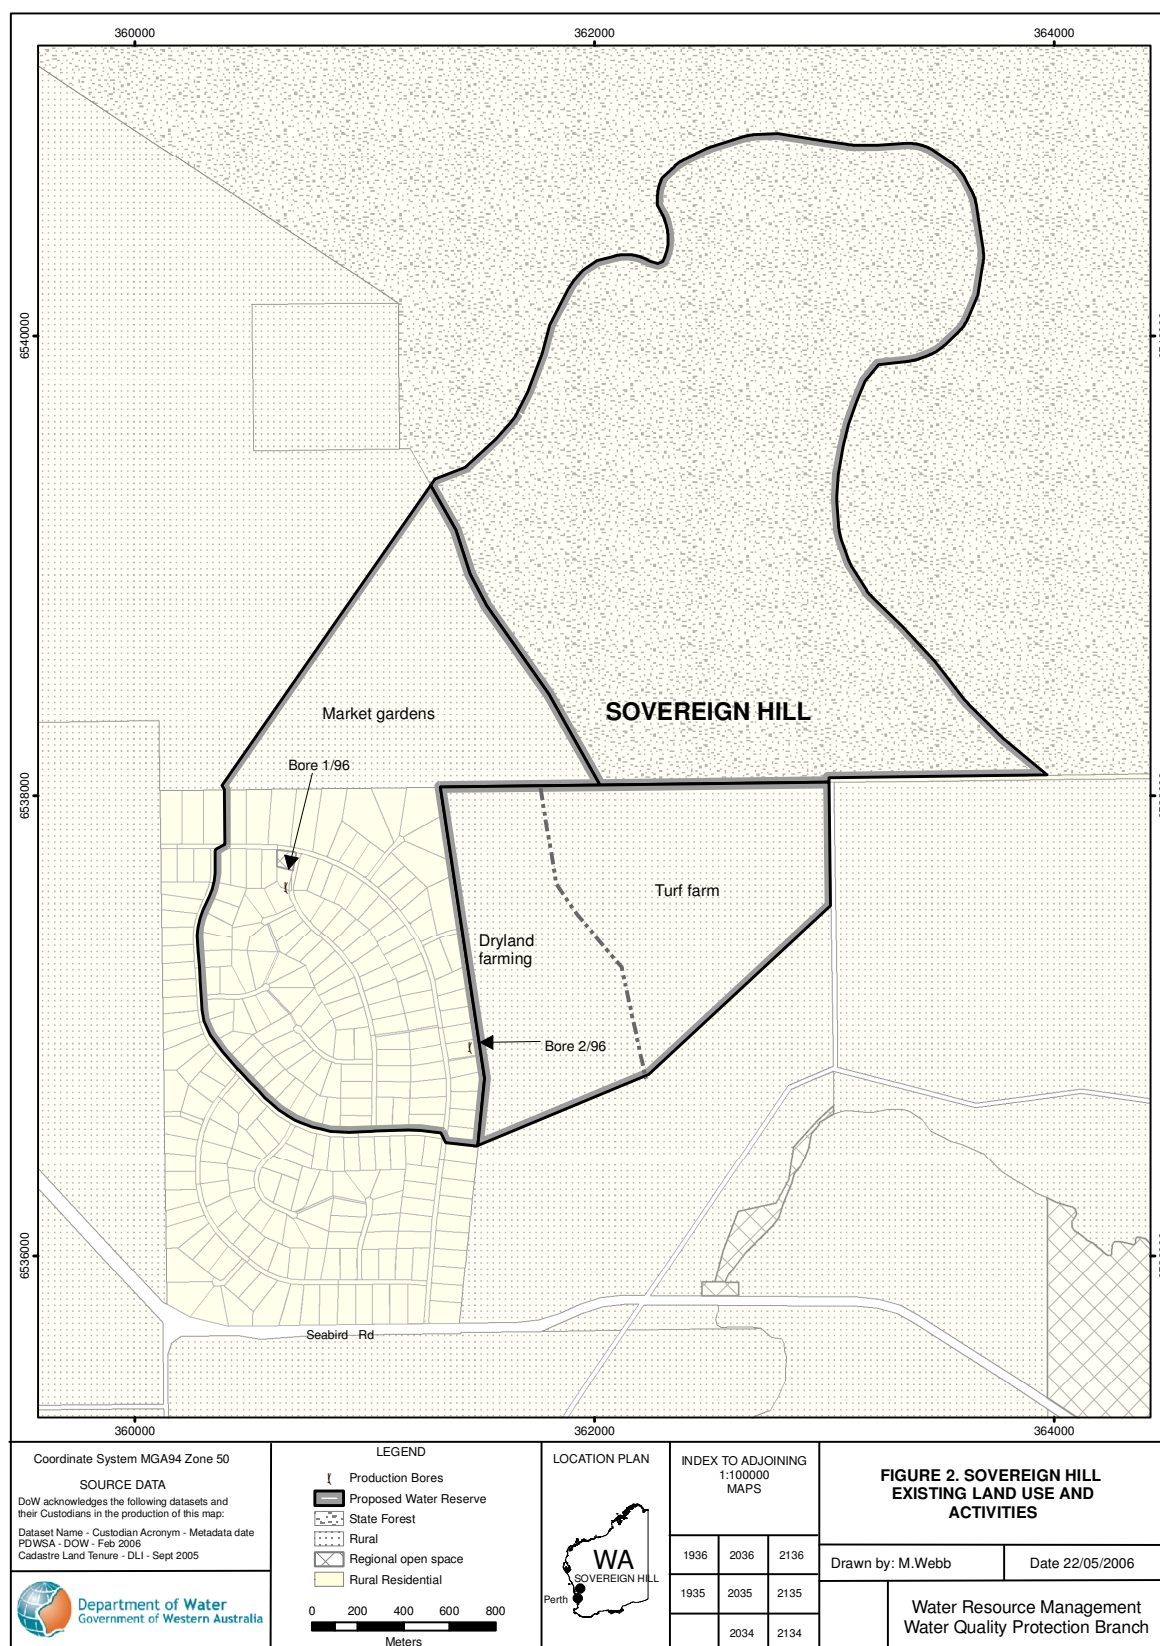 360000
362000
364000
6540000
SOVEREIGN HILL
Market gardens
Bore 1/96
6538000
Turf farm
Dryland
farming
Bore 2/96
6536000
Seabird Rd
360000
362000
364000
Coordinate System MGA94 Zone 50
SOURCE DATA
DoW acknowledges the following datasets and
their Custodians in the production of this map:
Dataset Name - Custodian Acronym - Metadata date
PDWSA - DOW - Feb 2006
Cadastre Land Tenure - DLI - Sept 2005
Department of Water
Government of Western Australia
LEGEND
Production Bores
Proposed Water Reserve
State Forest
Rural
Regional open space
Rural Residential
0 200 400 600 800
Meters
LOCATION PLAN
WA
SOVEREIGN HILL
Perth
INDEX TO ADJOINING
1:100000
MAPS
1936 2036 2136
1935 2035 2135
2034 2134
FIGURE 2. SOVEREIGN HILL
EXISTING LAND USE AND
ACTIVITIES
Drawn by: M.Webb
Date 22/05/2006
Water Resource Management
Water Quality Protection Branch